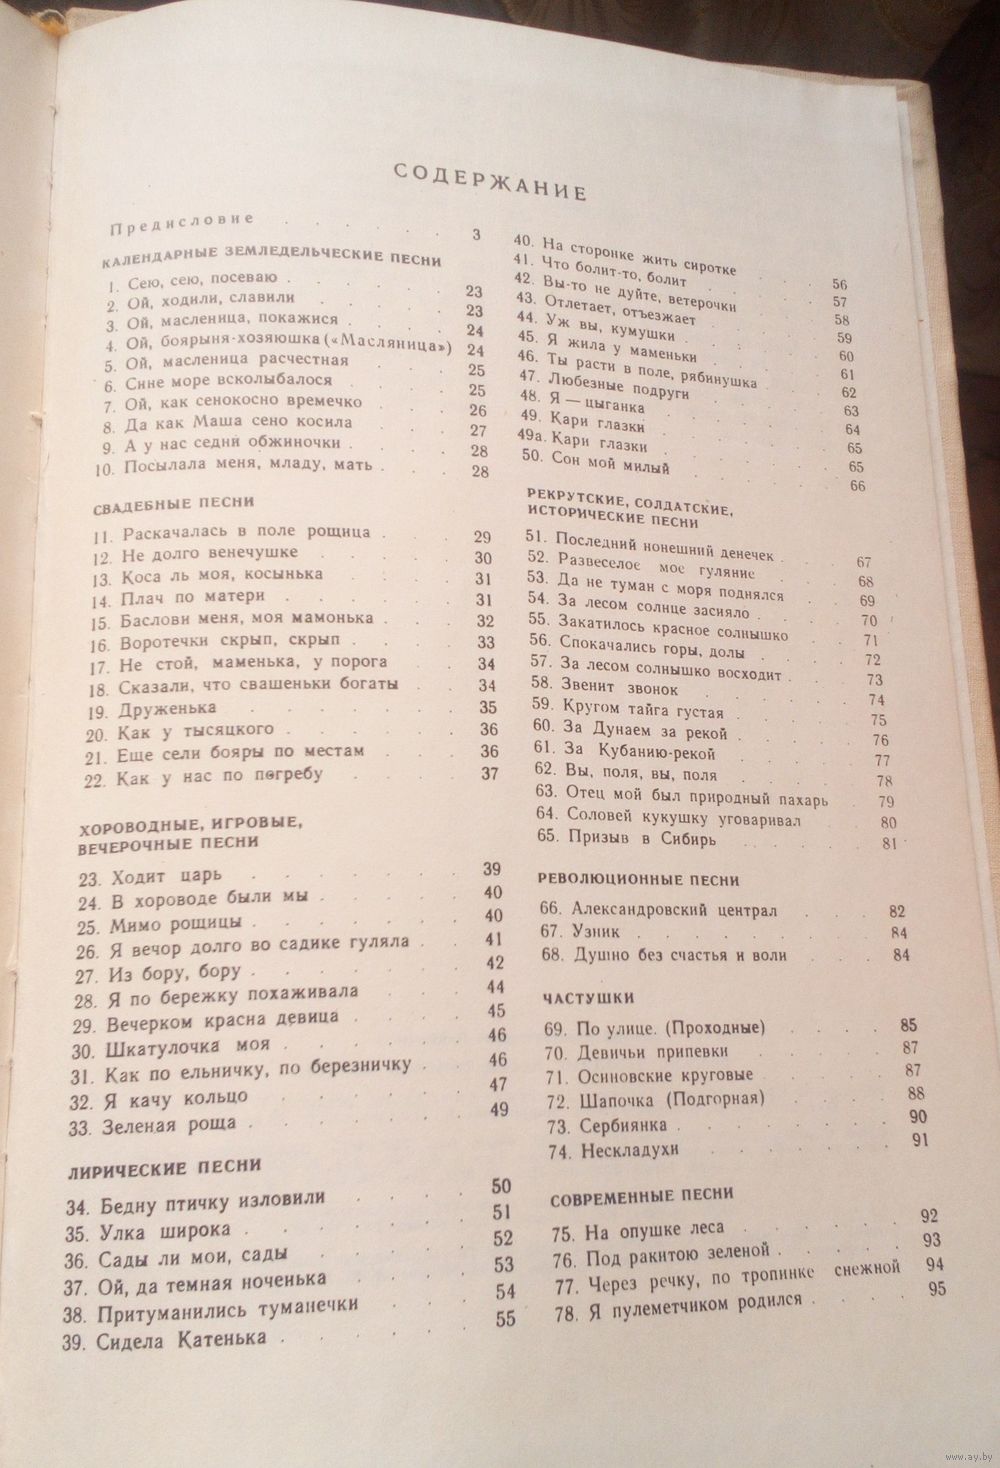 СОДЕРЖАНИЕ
Предисловие . . . . . . 3
КАЛЕНДАРНЫЕ ЗЕМЛЕДЕЛЬЧЕСКИЕ ПЕСНИ
1. Сею, сею, посеваю . . . . . 23
2. Ой, ходили, славили . . . . 23
3. Ой, масленица, покажися . . . . 24
4. Ой, боярыня-хозяюшка («Масляница») 24
5. Ой, масленица расчестная . . . 25
6. Сине море всколыбалося . . . 25
7. Ой, как сенокосно времечко . . . 26
8. Да как Маша сено косила . . . 27
9. А у нас седни обжиночки . . . . 28
10. Посылала меня, младу, мать . . . 28
СВАДЕБНЫЕ ПЕСНИ
11. Раскачалась в поле рощица . . . 29
12. Не долго венечушке . . . . 30
13. Коса ль моя, косынька . . . . 31
14. Плач по матери . . . . . 31
15. Баслови меня, моя мамонька . . . 32
16. Воротечки скрып, скрып . . . . 33
17. Не стой, маменька, у порога . . . 34
18. Сказали, что свашеньки богаты . . 34
19. Друженька . . . . . . 35
20. Как у тысяцкого . . . . . 36
21. Еще сели бояры по местам . . . 36
22. Как у нас по погребу . . . . 37
ХОРОВОДНЫЕ, ИГРОВЫЕ,
ВЕЧЕРОЧНЫЕ ПЕСНИ
23. Ходит царь . . . . . . 39
24. В хороводе были мы . . . . 40
25. Мимо рощицы . . . . . . 40
26. Я вечор долго во садике гуляла . . 41
27. Из бору, бору . . . . . . 42
28. Я по бережку похаживала . . . 44
29. Вечерком красна девица . . . . 45
30. Шкатулочка моя . . . . . 46
31. Как по ельничку, по березничку . . 46
32. Я качу кольцо . . . . . 47
33. Зеленая роща . . . . . . 49
ЛИРИЧЕСКИЕ ПЕСНИ
34. Бедну птичку изловили . . . . 50
35. Улка широка . . . . . . 51
36. Сады ли мои, сады . . . . 52
37. Ой, да темная ноченька . . . . 53
38. Притуманились туманечки . . . 54
39. Сидела Катенька . . . . . 55
40. На сторонке жить сиротке . . . 56
41. Что болит-то, болит . . . . 57
42. Вы-то не дуйте, ветерочки . . . 58
43. Отлетает, отъезжает . . . . 59
44. Уж вы, кумушки . . . . . 60
45. Я жила у маменьки . . . . 61
46. Ты расти в поле, рябинушка . . . 62
47. Любезные подруги . . . . 63
48. Я — цыганка . . . . . 64
49. Кари глазки . . . . . 65
49а. Кари глазки . . . . . 65
50. Сон мой милый . . . . . 66
РЕКРУТСКИЕ, СОЛДАТСКИЕ,
ИСТОРИЧЕСКИЕ ПЕСНИ
51. Последний нонешний денечек . . . 67
52. Развеселое мое гуляние . . . 68
53. Да не туман с моря поднялся . . 69
54. За лесом солнце засияло . . . . 70
55. Закатилось красное солнышко . . 71
56. Спокачались горы, долы . . . . 72
57. За лесом солнышко восходит . . . 73
58. Звенит звонок . . . . . 74
59. Кругом тайга густая . . . . 75
60. За Дунаем за рекой . . . . 76
61. За Кубанию-рекой . . . . 77
62. Вы, поля, вы, поля . . . . 78
63. Отец мой был природный пахарь . 79
64. Соловей кукушку уговаривал . . 80
65. Призыв в Сибирь . . . . . 81
РЕВОЛЮЦИОННЫЕ ПЕСНИ
66. Александровский централ . . . 82
67. Узник . . . . . . . 84
68. Душно без счастья и воли . . . 84
ЧАСТУШКИ
69. По улице. (Проходные) . . . . 85
70. Девичьи припевки . . . . 87
71. Осиновские круговые . . . . 87
72. Шапочка (Подгорная) . . . . 88
73. Сербиянка . . . . . . . 90
74. Нескладухи . . . . . . 91
СОВРЕМЕННЫЕ ПЕСНИ
75. На опушке леса . . . . . 92
76. Под ракитою зеленой . . . . . 93
77. Через речку, по тропинке снежной 94
78. Я пулеметчиком родился . . . . 95
www.ay.by